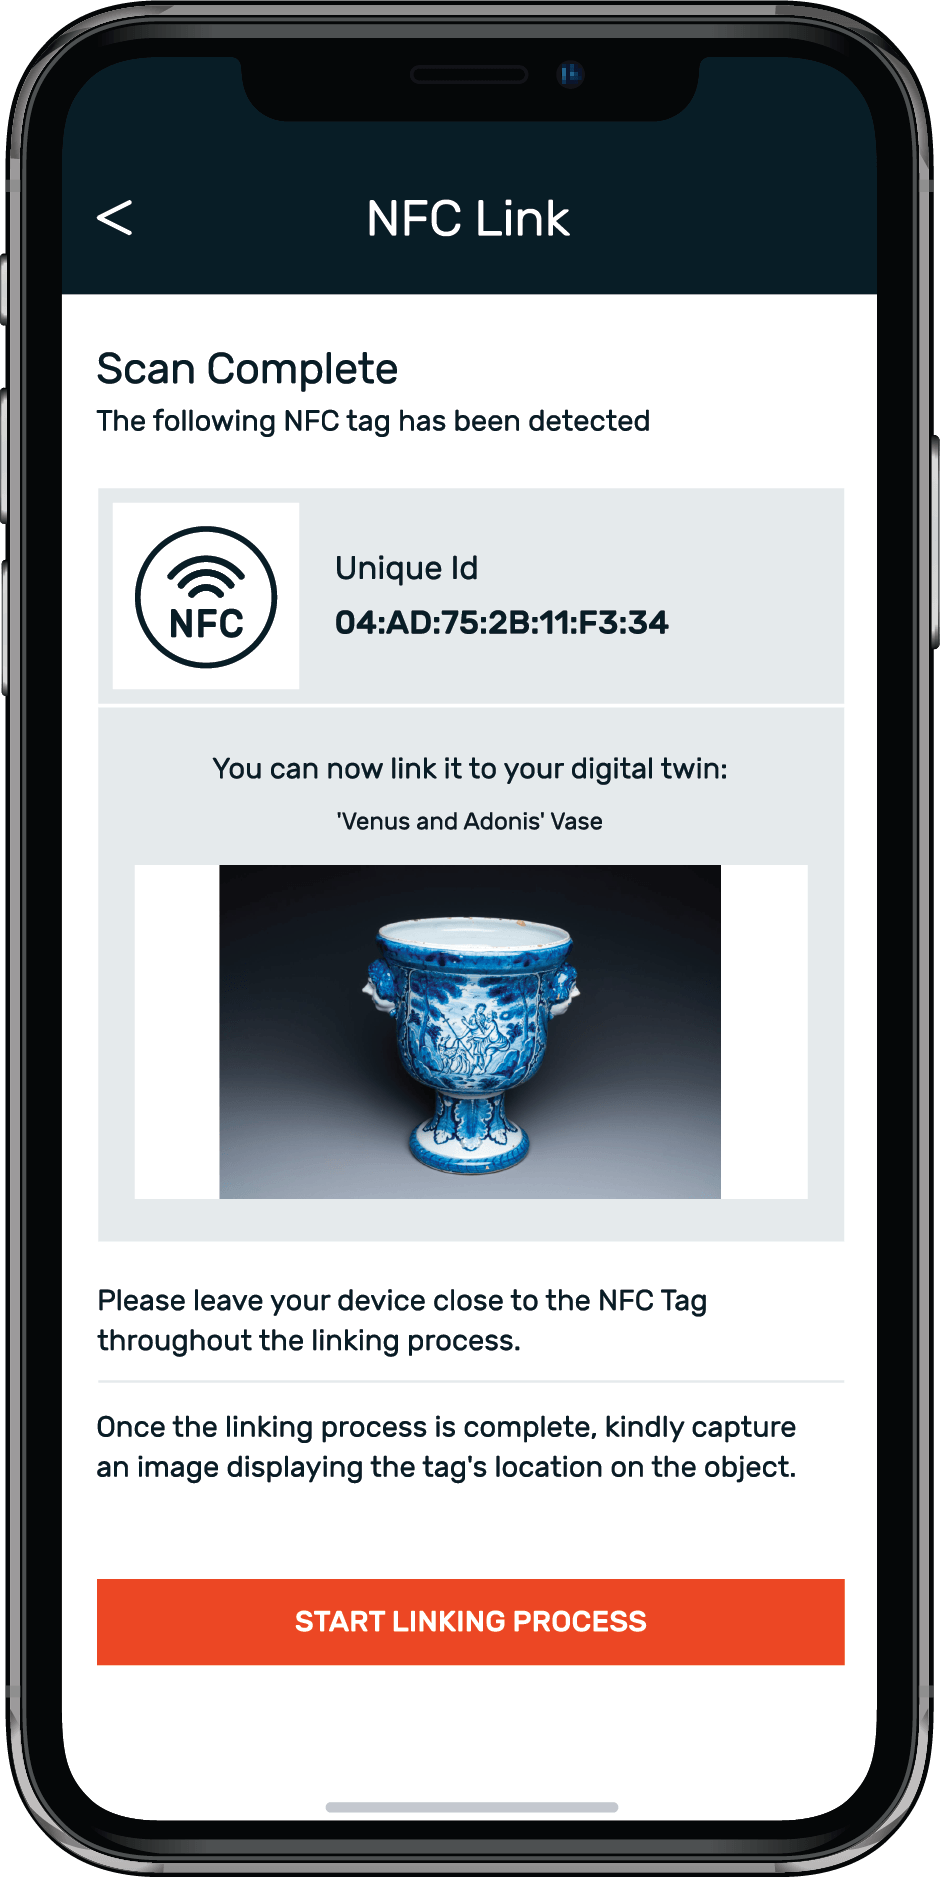 NFC Link
Scan Complete
The following NFC tag has been detected
NFC
Unique Id
04:AD:75:2B:11:F3:34
You can now link it to your digital twin:
'Venus and Adonis' Vase
Please leave your device close to the NFC Tag
throughout the linking process.
Once the linking process is complete, kindly capture
an image displaying the tag's location on the object.
START LINKING PROCESS